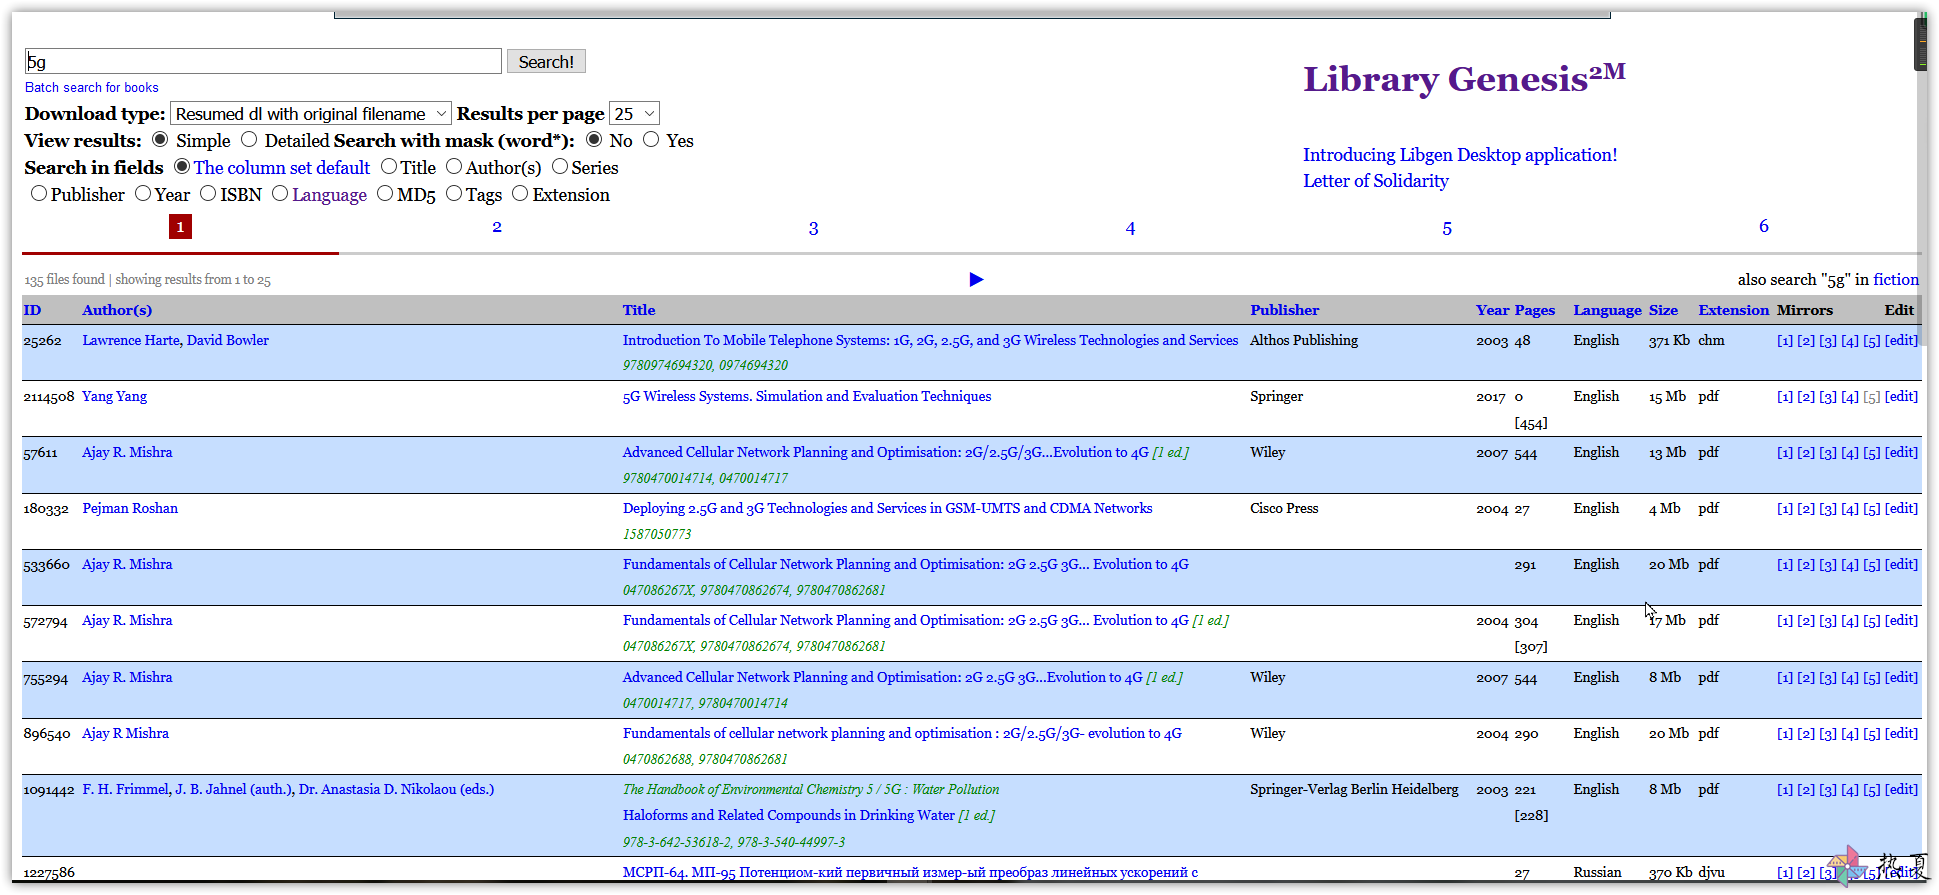 5g Search!
Batch search for books
Library Genesis2M
Download type: Resumed dl with original filename Results per page 25
View results: Simple Detailed Search with mask (word*): No Yes
Introducing Libgen Desktop application!
Search in fields The column set default Title Author(s) Series
Letter of Solidarity
Publisher Year ISBN Language MD5 Tags Extension
1 2 3 4 5 6
135 files found | showing results from 1 to 25 ► also search "5g" in fiction
ID Author(s) Title Publisher Year Pages Language Size Extension Mirrors Edit
25262 Lawrence Harte, David Bowler Introduction To Mobile Telephone Systems: 1G, 2G, 2.5G, and 3G Wireless Technologies and Services Althos Publishing 2003 48 English 371 Kb chm [1] [2] [3] [4] [5] [edit]
9780974694320, 0974694320
2114508 Yang Yang 5G Wireless Systems. Simulation and Evaluation Techniques Springer 2017 0 English 15 Mb pdf [1] [2] [3] [4] [5] [edit]
[454]
57611 Ajay R. Mishra Advanced Cellular Network Planning and Optimisation: 2G/2.5G/3G...Evolution to 4G [1 ed.] Wiley 2007 544 English 13 Mb pdf [1] [2] [3] [4] [5] [edit]
9780470014714, 0470014717
180332 Pejman Roshan Deploying 2.5G and 3G Technologies and Services in GSM-UMTS and CDMA Networks Cisco Press 2004 27 English 4 Mb pdf [1] [2] [3] [4] [5] [edit]
1587050773
533660 Ajay R. Mishra Fundamentals of Cellular Network Planning and Optimisation: 2G 2.5G 3G... Evolution to 4G 291 English 20 Mb pdf [1] [2] [3] [4] [5] [edit]
047086267X, 9780470862674, 9780470862681
572794 Ajay R. Mishra Fundamentals of Cellular Network Planning and Optimisation: 2G 2.5G 3G... Evolution to 4G [1 ed.] 2004 304 English 17 Mb pdf [1] [2] [3] [4] [5] [edit]
047086267X, 9780470862674, 9780470862681 [307]
755294 Ajay R. Mishra Advanced Cellular Network Planning and Optimisation: 2G 2.5G 3G...Evolution to 4G [1 ed.] Wiley 2007 544 English 8 Mb pdf [1] [2] [3] [4] [5] [edit]
0470014717, 9780470014714
896540 Ajay R Mishra Fundamentals of cellular network planning and optimisation : 2G/2.5G/3G- evolution to 4G Wiley 2004 290 English 20 Mb pdf [1] [2] [3] [4] [5] [edit]
0470862688, 9780470862681
1091442 F. H. Frimmel, J. B. Jahnel (auth.), Dr. Anastasia D. Nikolaou (eds.) The Handbook of Environmental Chemistry 5 / 5G : Water Pollution Springer-Verlag Berlin Heidelberg 2003 221 English 8 Mb pdf [1] [2] [3] [4] [5] [edit]
Haloforms and Related Compounds in Drinking Water [1 ed.] [228]
978-3-642-53618-2, 978-3-540-44997-3
1227586 МСРП-64. МП-95 Потенциом-кий первичный измер-ый преобраз линейных ускорений с 27 Russian 370 Kb djvu [1] [2] [3] [4] [5] [edit]
热夏